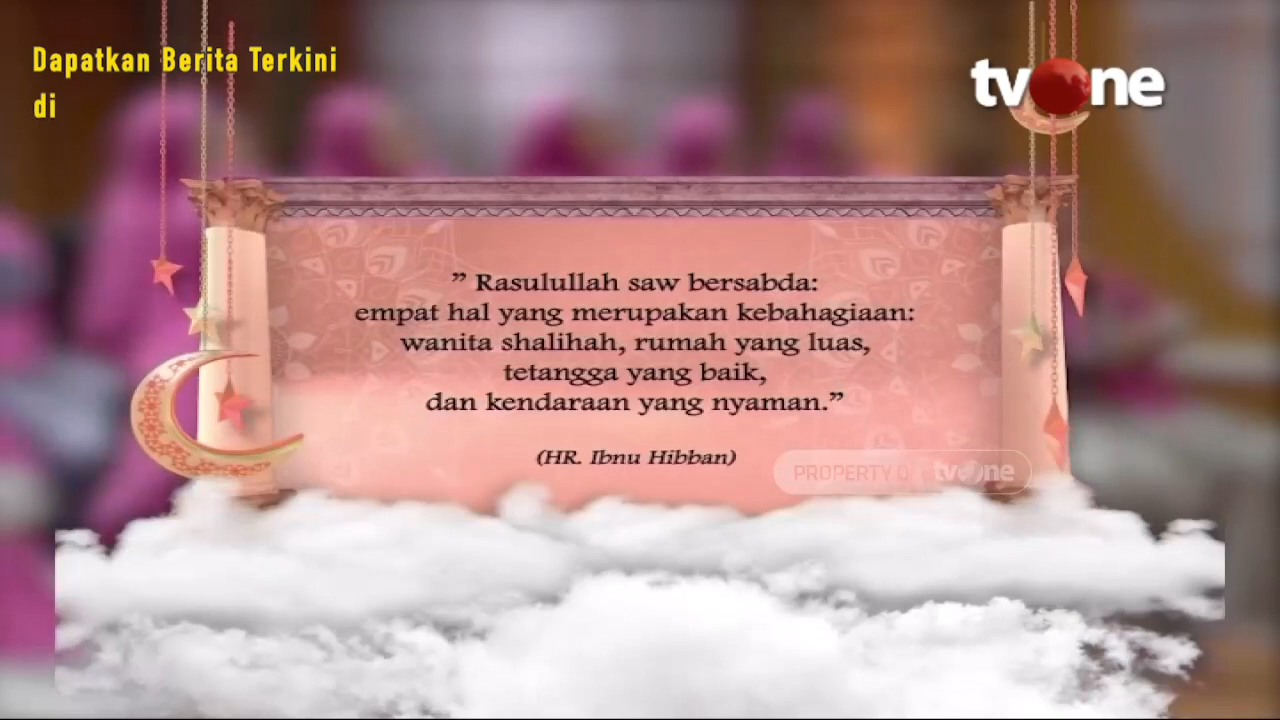 Dapatkan Berita Terkini
di
tvOne
” Rasulullah saw bersabda:
empat hal yang merupakan kebahagiaan:
wanita shalihah, rumah yang luas,
tetangga yang baik,
dan kendaraan yang nyaman.”
(HR. Ibnu Hibban)
PROPERTY OF tvOne